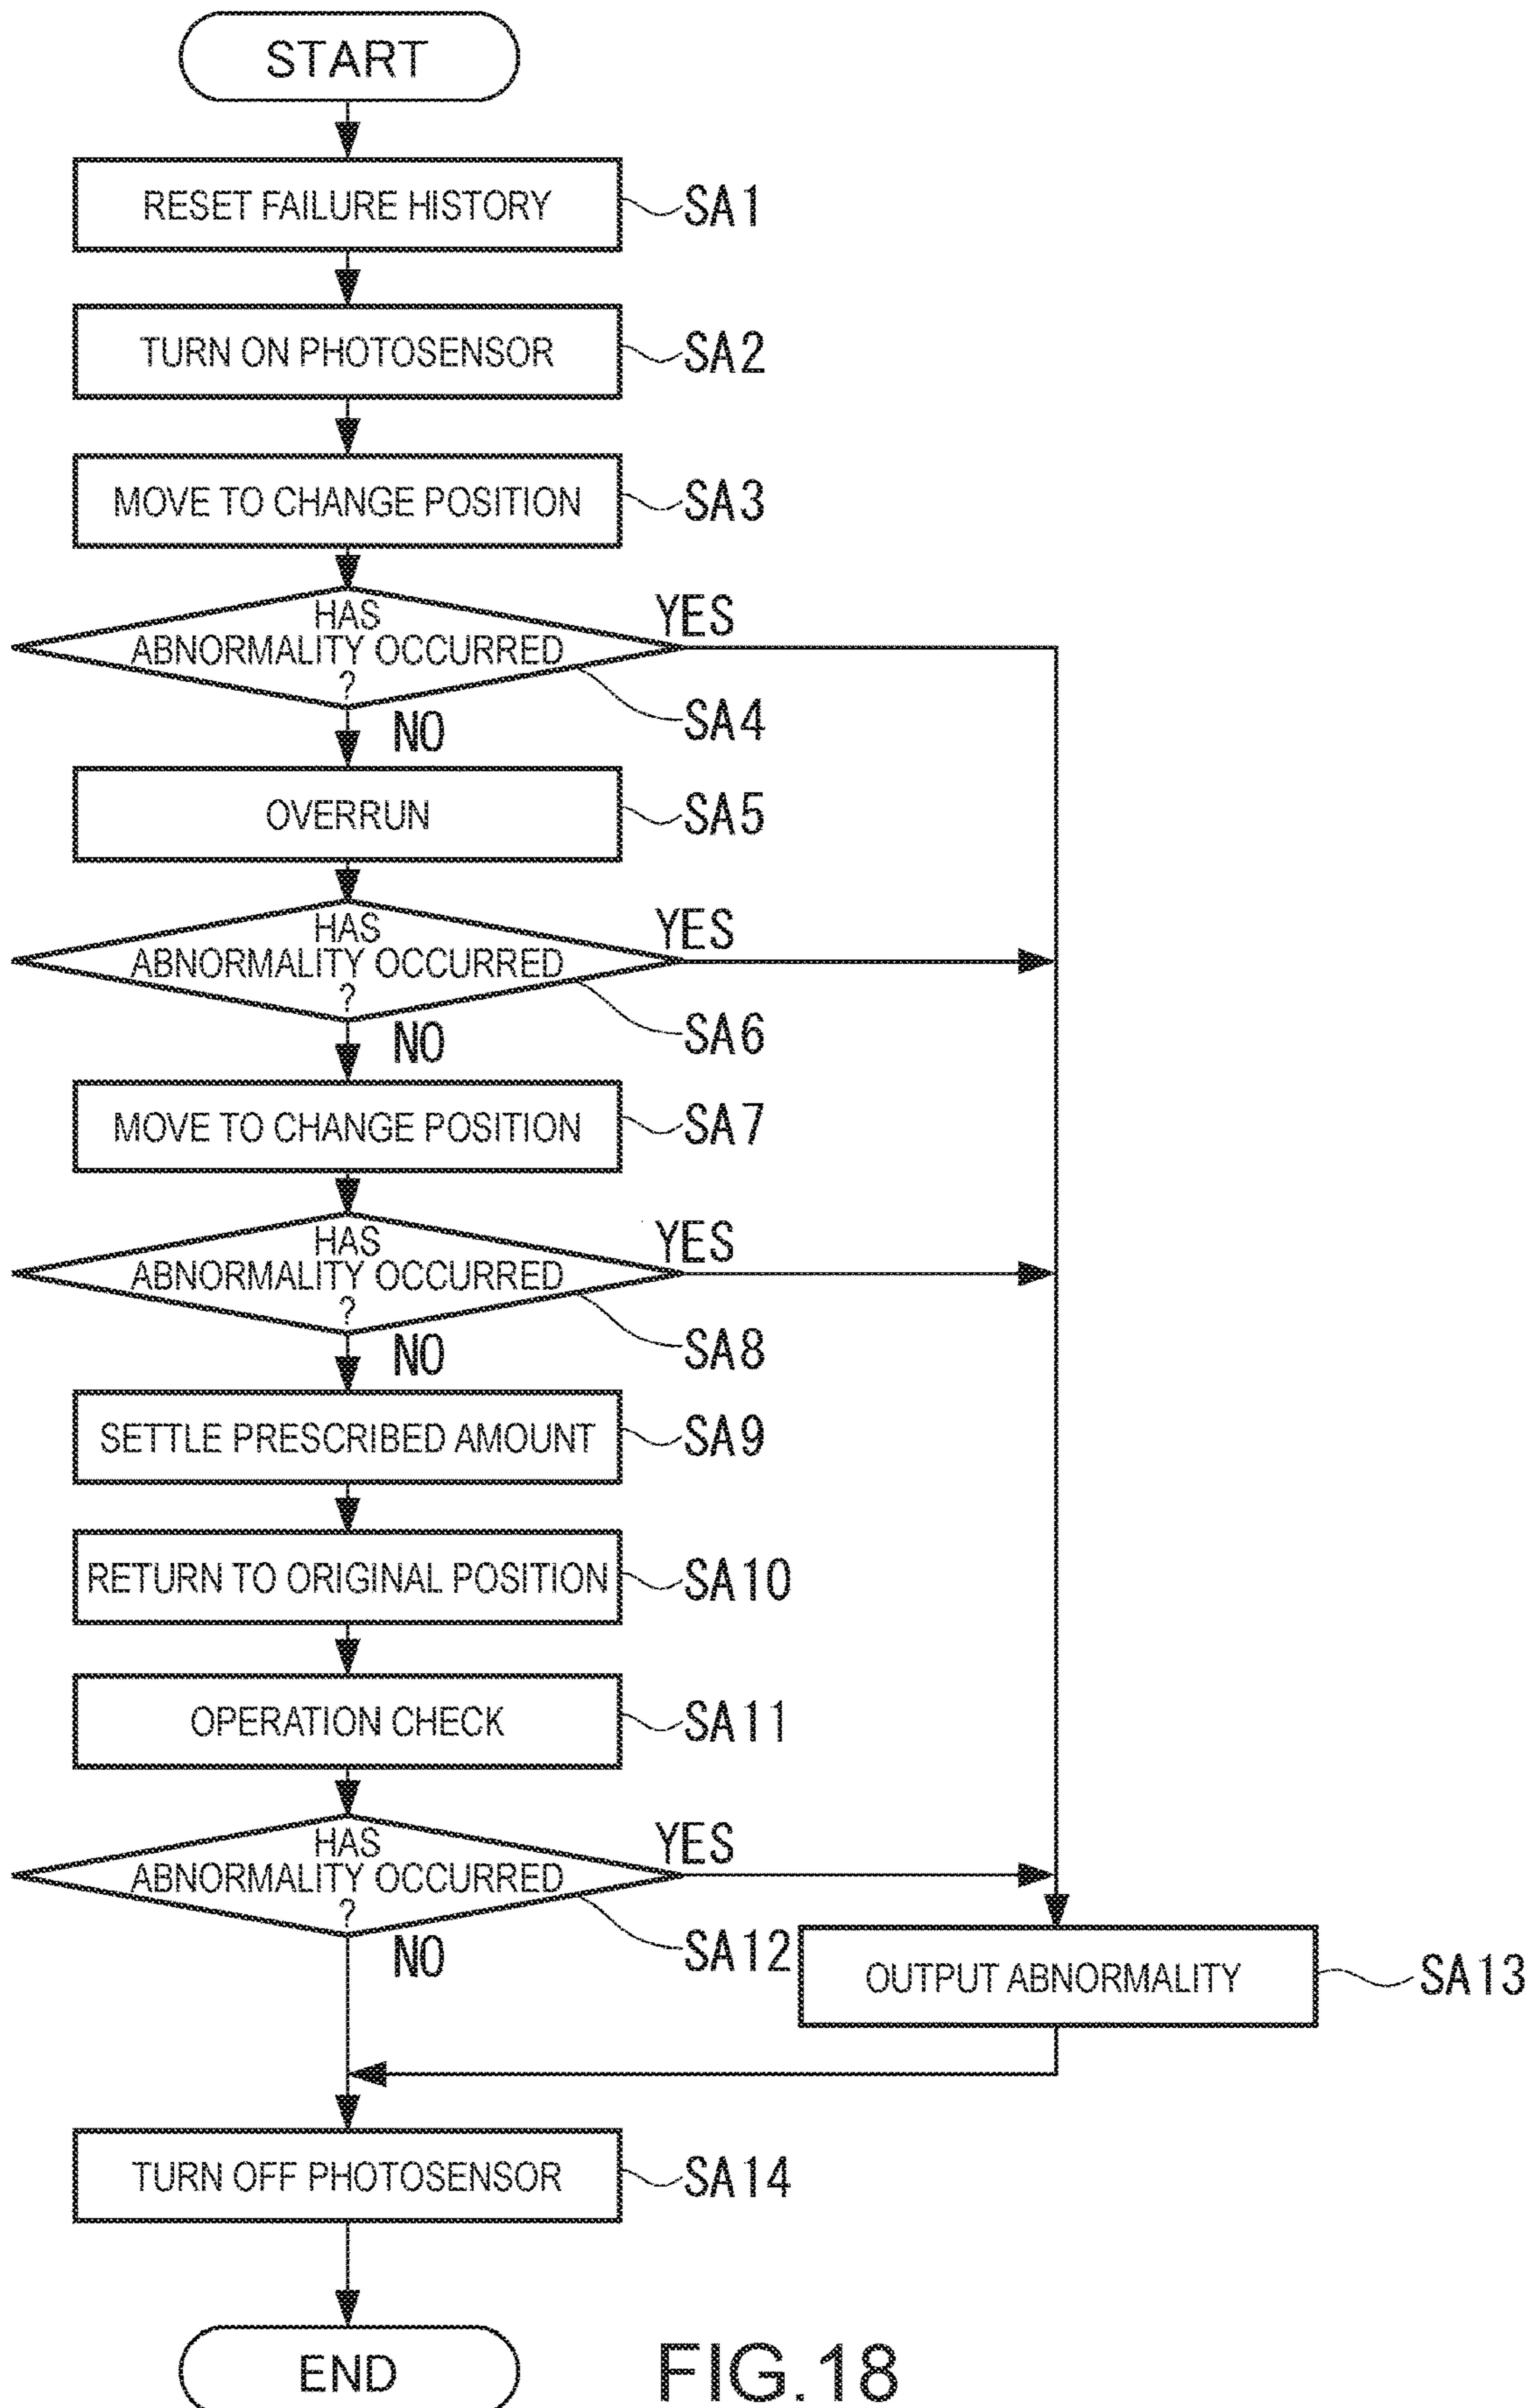 START
RESET FAILURE HISTORY
SA1
TURN ON PHOTOSENSOR
SA2
MOVE TO CHANGE POSITION
SA3
HAS
ABNORMALITY OCCURRED
?
YES
SA4
NO
OVERRUN
SA5
HAS
ABNORMALITY OCCURRED
?
YES
SA6
NO
MOVE TO CHANGE POSITION
SA7
HAS
ABNORMALITY OCCURRED
?
YES
SA8
NO
SETTLE PRESCRIBED AMOUNT
SA9
RETURN TO ORIGINAL POSITION
SA10
OPERATION CHECK
SA11
HAS
ABNORMALITY OCCURRED
?
YES
SA12
NO
OUTPUT ABNORMALITY
SA13
TURN OFF PHOTOSENSOR
SA14
END
FIG.18